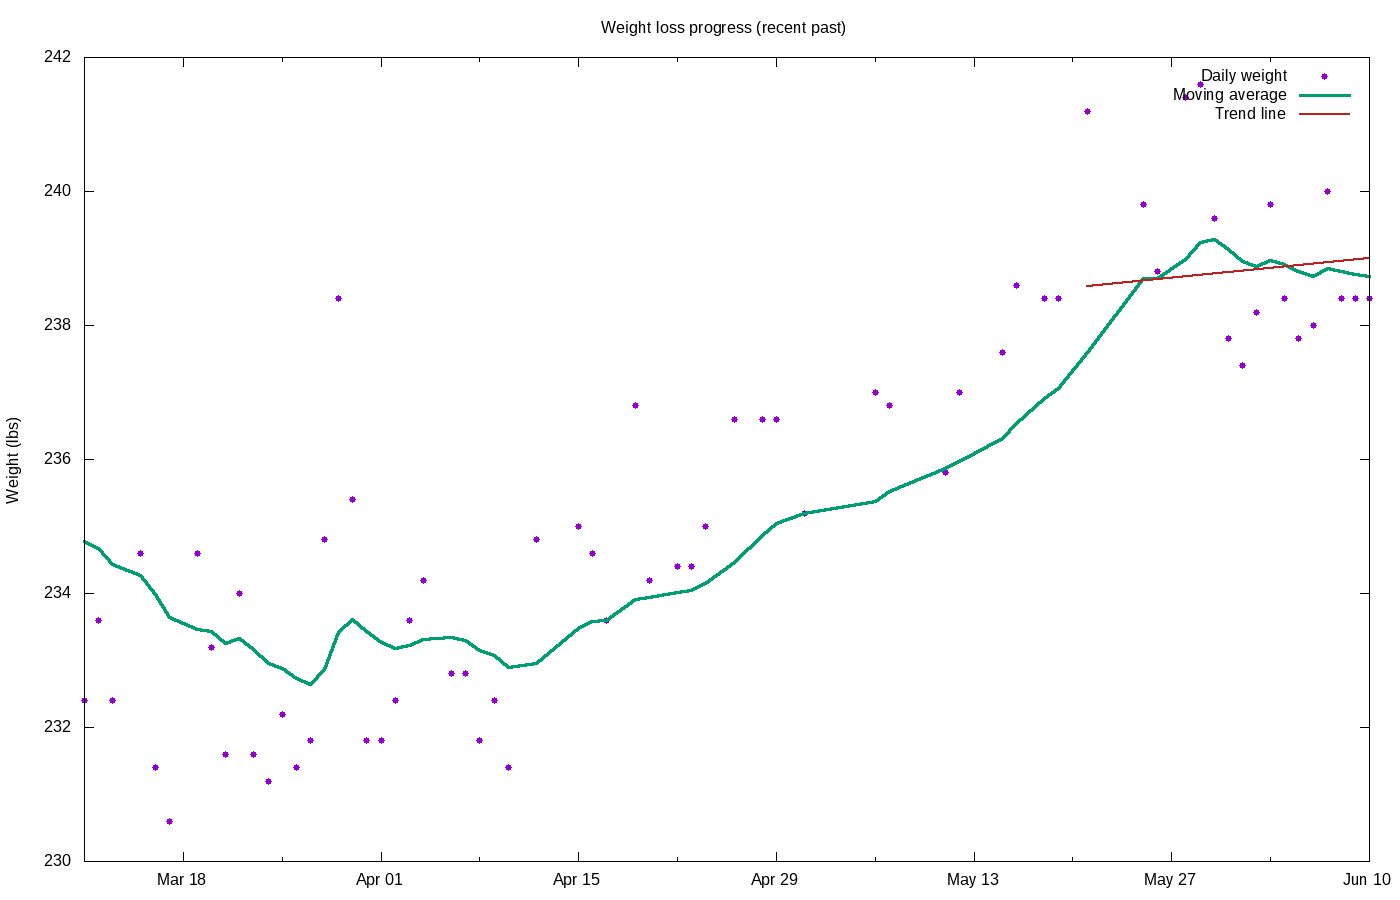 Weight loss progress (recent past)
242
240
238
236
234
232
230
Weight (lbs)
Daily weight
Moving average
Trend line
Mar 18
Apr 01
Apr 15
Apr 29
May 13
May 27
Jun 10